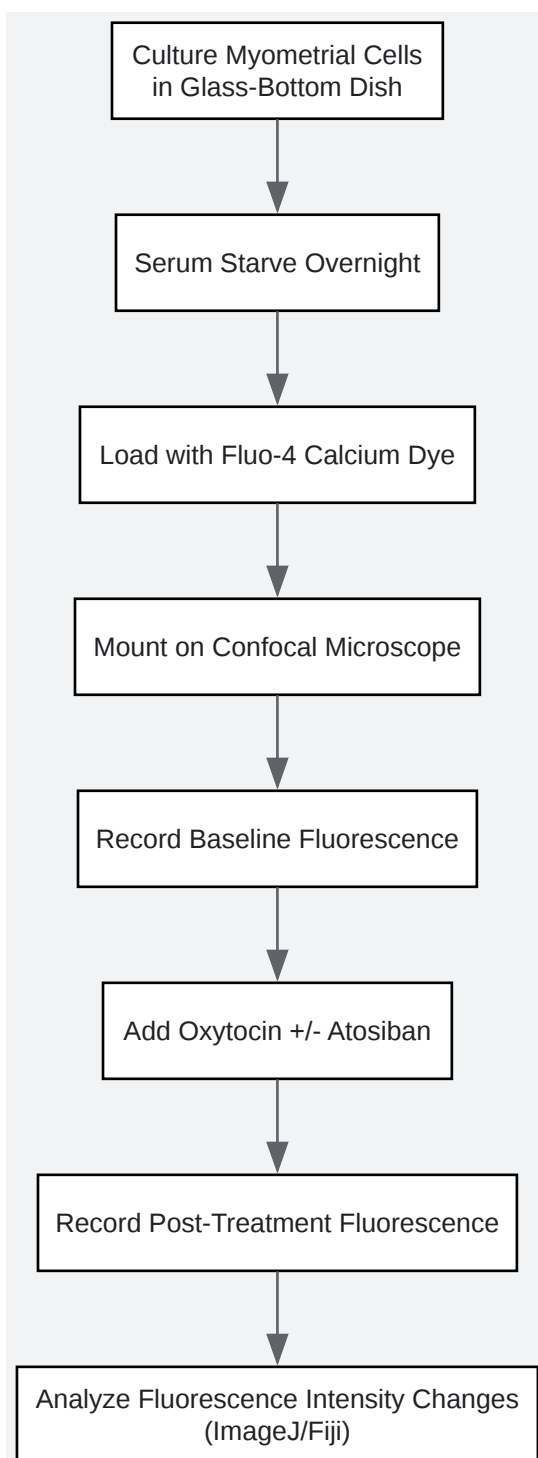 Culture Myometrial Cells
in Glass-Bottom Dish
Serum Starve Overnight
Load with Fluo-4 Calcium Dye
Mount on Confocal Microscope
Record Baseline Fluorescence
Add Oxytocin +/- Atosiban
Record Post-Treatment Fluorescence
Analyze Fluorescence Intensity Changes
(ImageJ/Fiji)